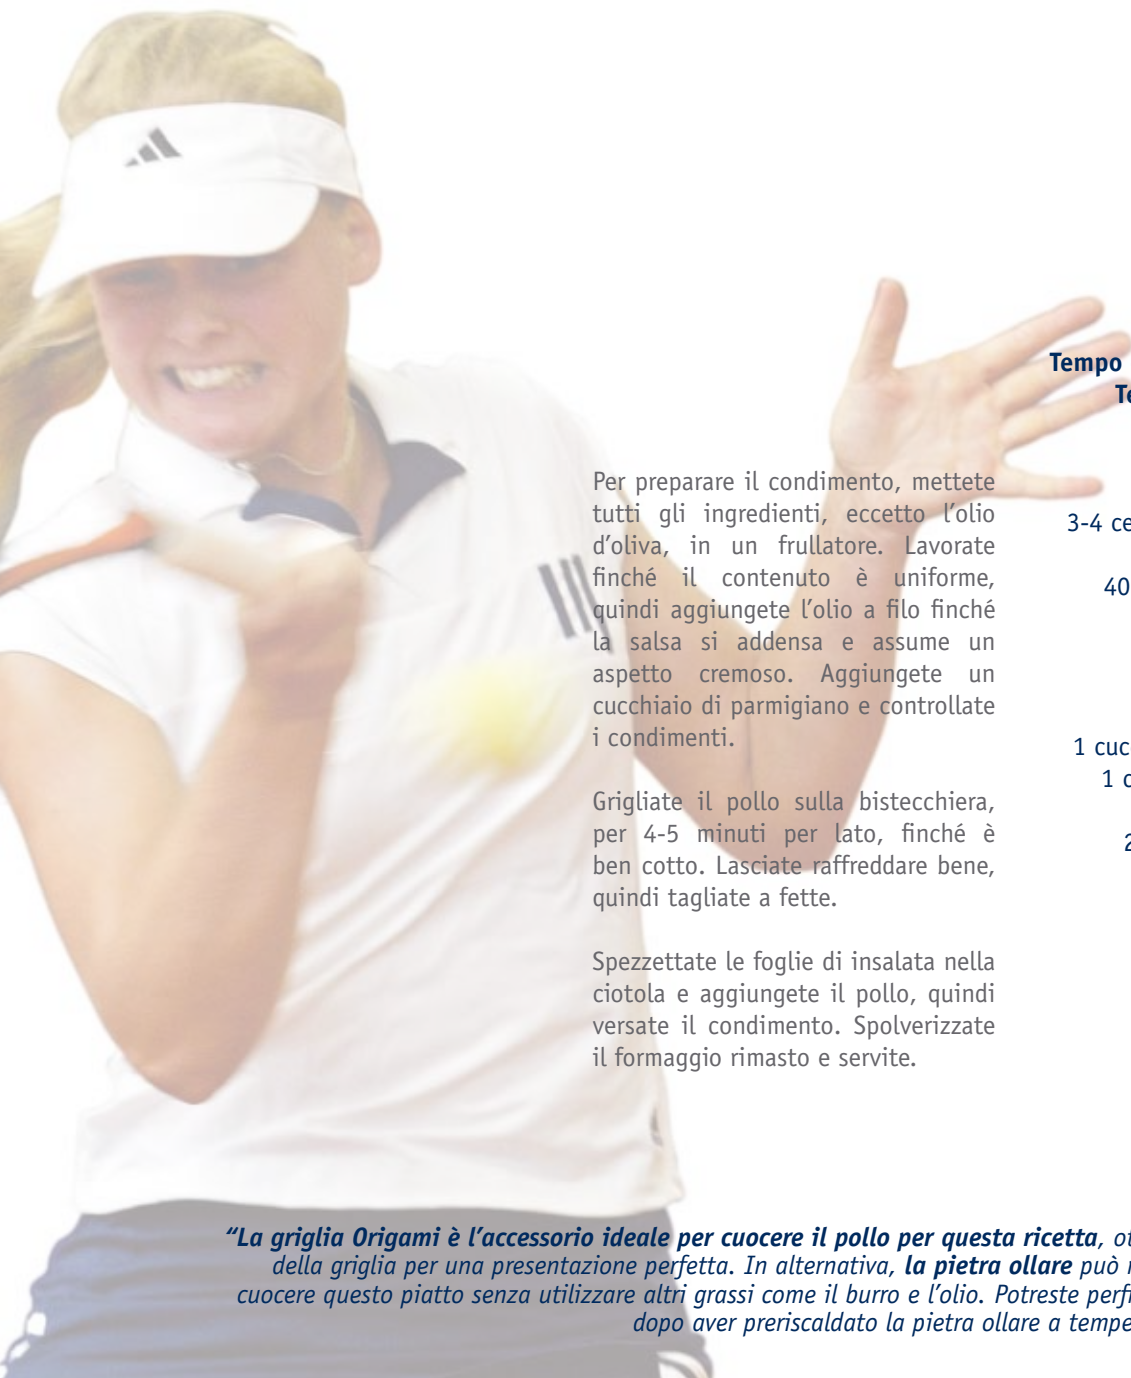 Tempo
Per preparare il condimento, mettete
tutti gli ingredienti, eccetto l’olio
d’oliva, in un frullatore. Lavorate
finché il contenuto è uniforme,
quindi aggiungete l’olio a filo finché
la salsa si addensa e assume un
aspetto cremoso. Aggiungete un
cucchiaio di parmigiano e controllate
i condimenti.
Grigliate il pollo sulla bistecchiera,
per 4-5 minuti per lato, finché è
ben cotto. Lasciate raffreddare bene,
quindi tagliate a fette.
Spezzettate le foglie di insalata nella
ciotola e aggiungete il pollo, quindi
versate il condimento. Spolverizzate
il formaggio rimasto e servite.
3-4
40
1
1
“La griglia Origami è l’accessorio ideale per cuocere il pollo per questa ricetta,
della griglia per una presentazione perfetta. In alternativa, la pietra ollare può
cuocere questo piatto senza utilizzare altri grassi come il burro e l’olio. Potreste
dopo aver preriscaldato la pietra ollare a